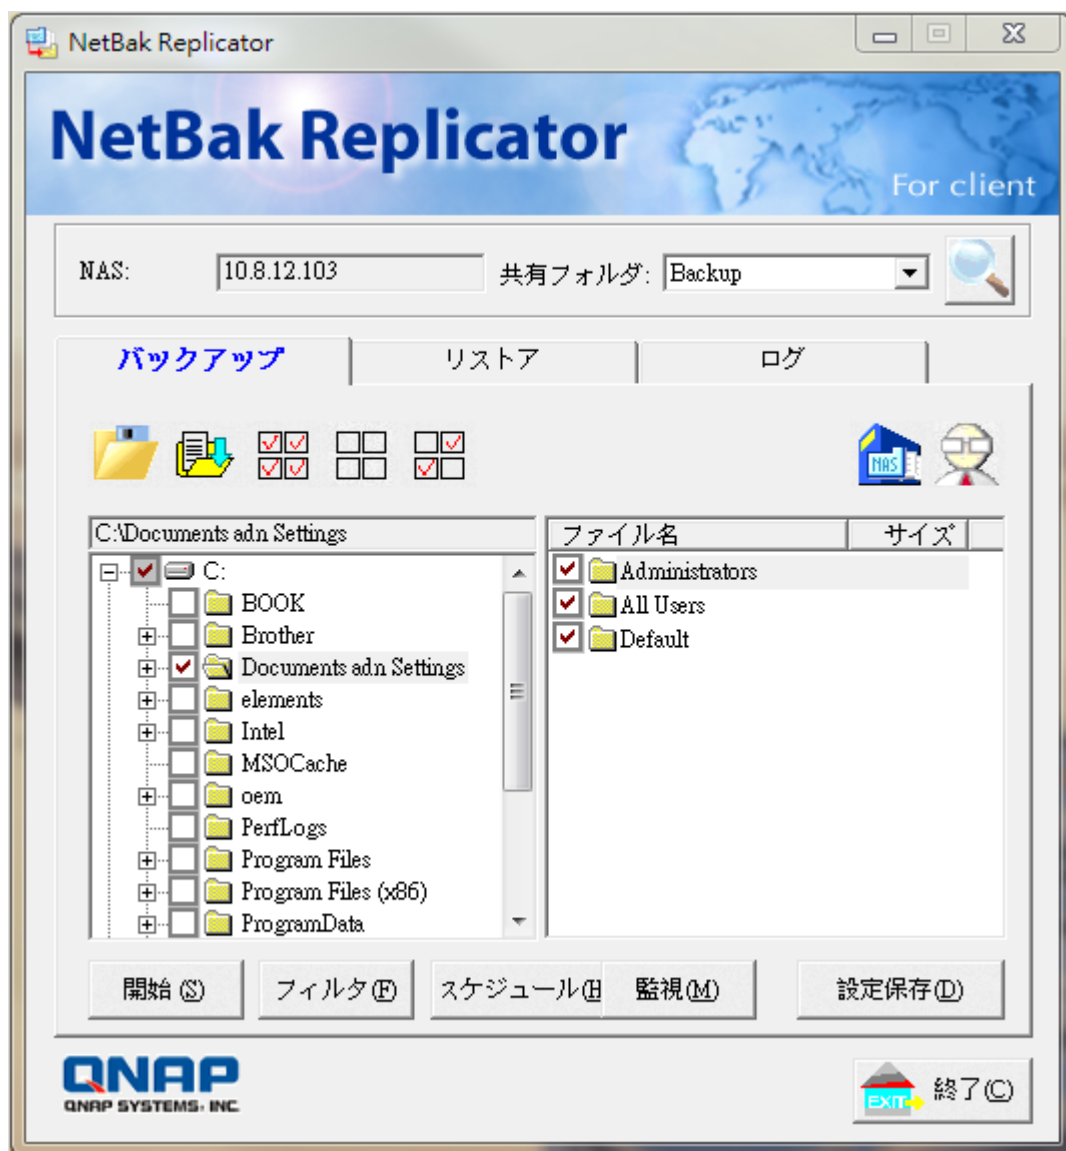 NetBak Replicator
NetBak Replicator
For client
NAS: 10.8.12.103 共有フォルダ: Backup
バックアップ リストア ログ
NAS
C:\Documents adn Settings
C:
BOOK
Brother
Documents adn Settings
elements
Intel
MSOCache
oem
PerfLogs
Program Files
Program Files (x86)
ProgramData
ファイル名 サイズ
Administrators
All Users
Default
開始(S) フィルタ(F) スケジュール(H 監視(M) 設定保存(D)
QNAP
QNAP SYSTEMS, INC.
EXIT 終了(C)